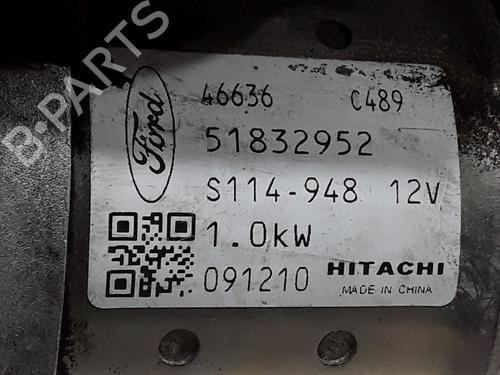 B-PARTS
Ford
46636 C489
51832952
S114-948 12V
1.0kW
091210 HITACHI
MADE IN CHINA